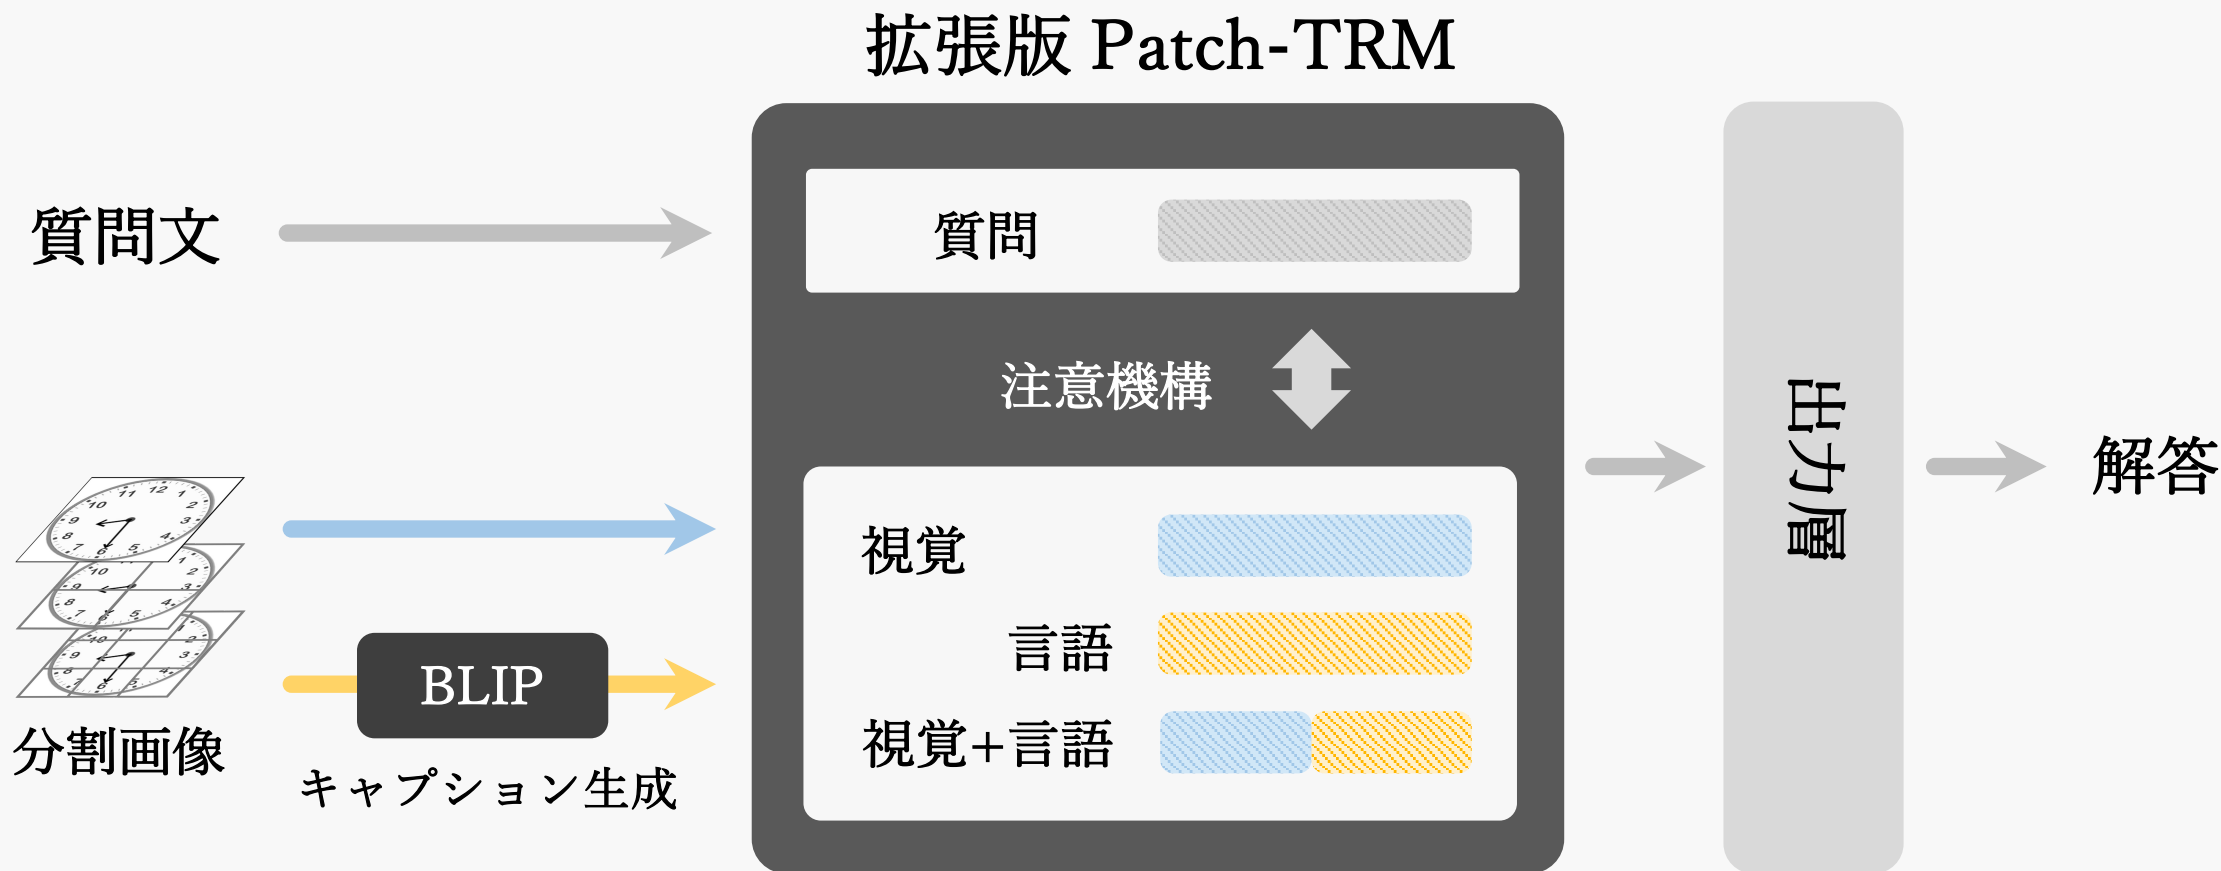 拡張版 Patch-TRM
質問文
質問
注意機構
視覚
言語
視覚+言語
BLIP
キャプション生成
分割画像
出力層
解答